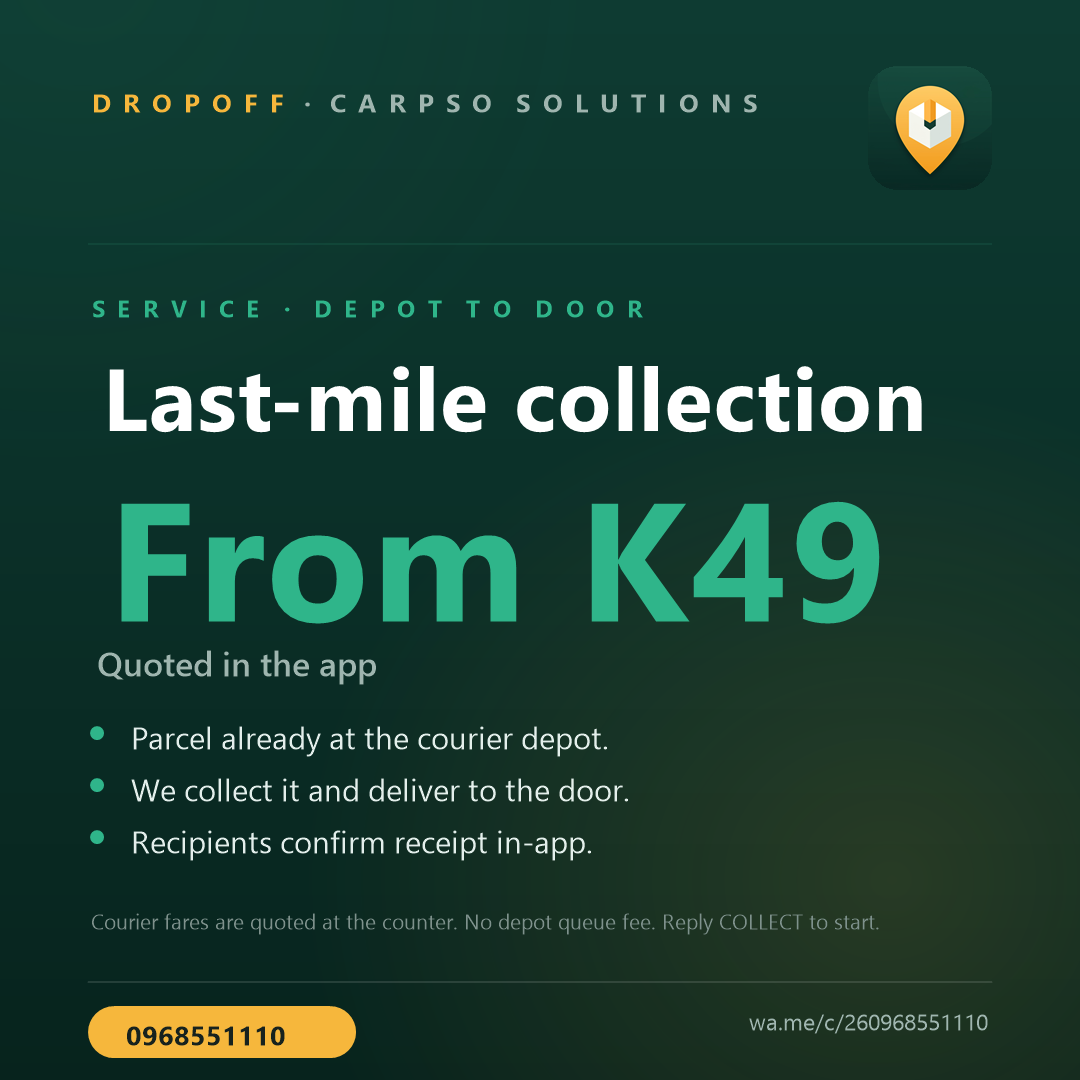 DROPOFF · CARPSO SOLUTIONS
SERVICE · DEPOT TO DOOR
Last-mile collection
From K49
Quoted in the app
Parcel already at the courier depot.
We collect it and deliver to the door.
Recipients confirm receipt in-app.
Courier fares are quoted at the counter. No depot queue fee. Reply COLLECT to start.
0968551110
wa.me/c/260968551110